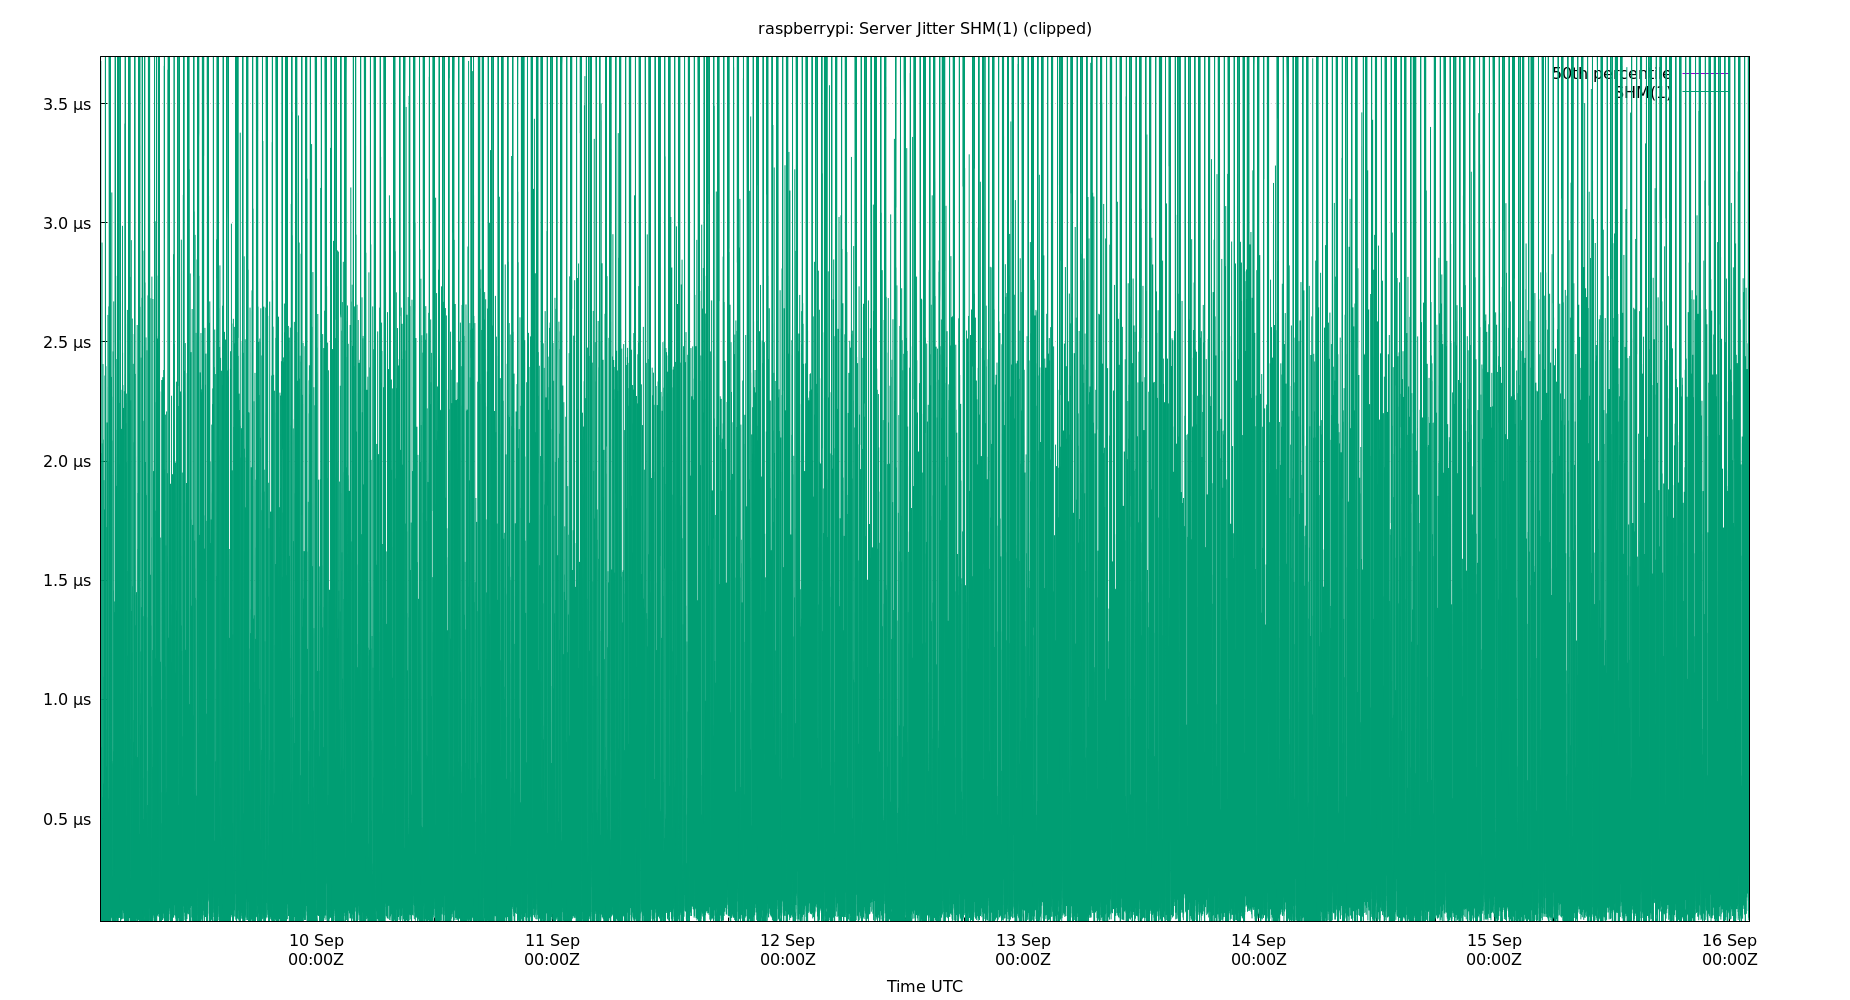 raspberrypi: Server Jitter SHM(1) (clipped)
50th percentile
SHM(1)
3.5 µs
3.0 µs
2.5 µs
2.0 µs
1.5 µs
1.0 µs
0.5 µs
10 Sep 11 Sep 12 Sep 13 Sep 14 Sep 15 Sep 16 Sep
00:00Z 00:00Z 00:00Z 00:00Z 00:00Z 00:00Z 00:00Z
Time UTC